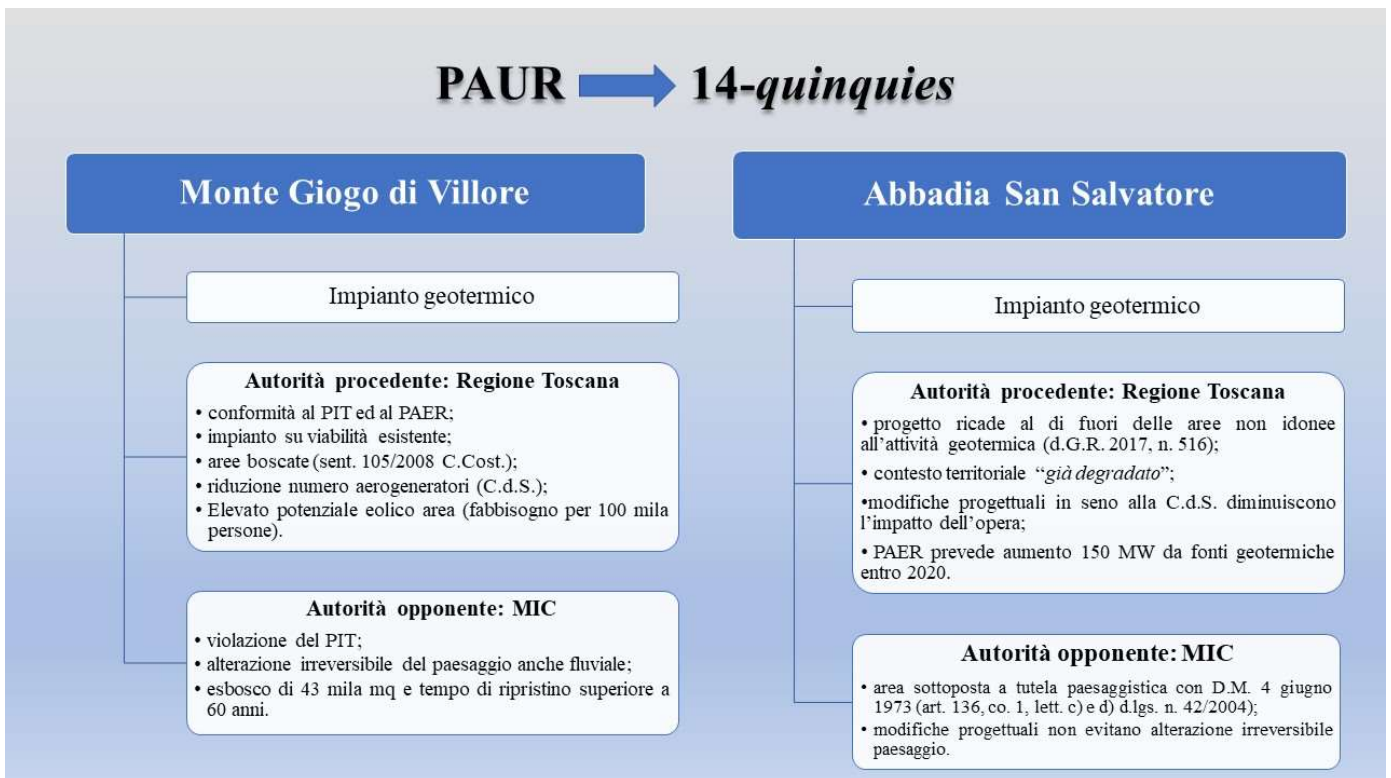 PAUR 14-quinquies
Monte Giogo di Villore
Impianto geotermico
Autorità procedente: Regione Toscana
• conformità al PIT ed al PAER;
• impianto su viabilità esistente;
• aree boscate (sent. 105/2008 C.Cost.);
• riduzione numero aerogeneratori (C.d.S.);
• Elevato potenziale eolico area (fabbisogno per 100 mila
persone).
Autorità opponente: MIC
• violazione del PIT;
• alterazione irreversibile del paesaggio anche fluviale;
• esbosco di 43 mila mq e tempo di ripristino superiore a
60 anni.
Abbadia San Salvatore
Impianto geotermico
Autorità procedente: Regione Toscana
• progetto ricade al di fuori delle aree non idonee
all’attività geotermica (d.G.R. 2017, n. 516);
• contesto territoriale “già degradato”;
•modifiche progettuali in seno alla C.d.S. diminuiscono
l’impatto dell’opera;
• PAER prevede aumento 150 MW da fonti geotermiche
entro 2020.
Autorità opponente: MIC
• area sottoposta a tutela paesaggistica con D.M. 4 giugno
1973 (art. 136, co. 1, lett. c) e d) d.lgs. n. 42/2004);
• modifiche progettuali non evitano alterazione irreversibile
paesaggio.